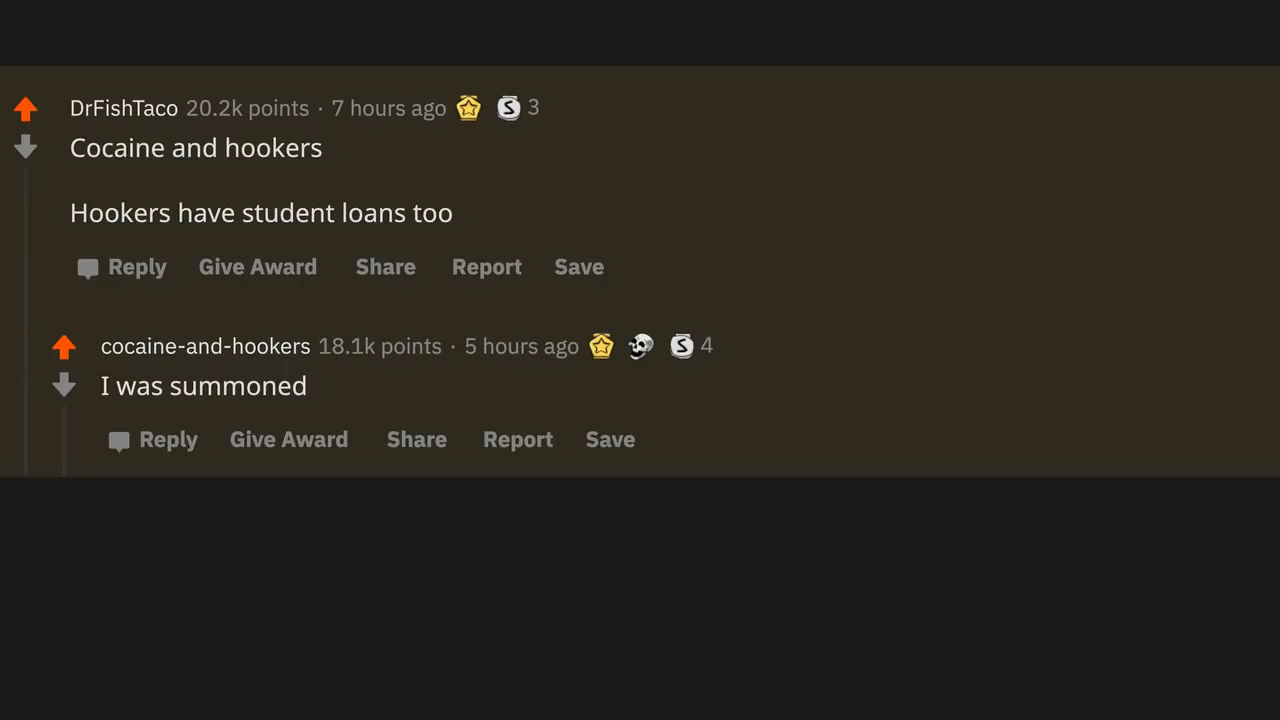 DrFishTaco 20.2k points · 7 hours ago S 3
Cocaine and hookers
Hookers have student loans too
Reply Give Award Share Report Save
cocaine-and-hookers 18.1k points · 5 hours ago S 4
I was summoned
Reply Give Award Share Report Save